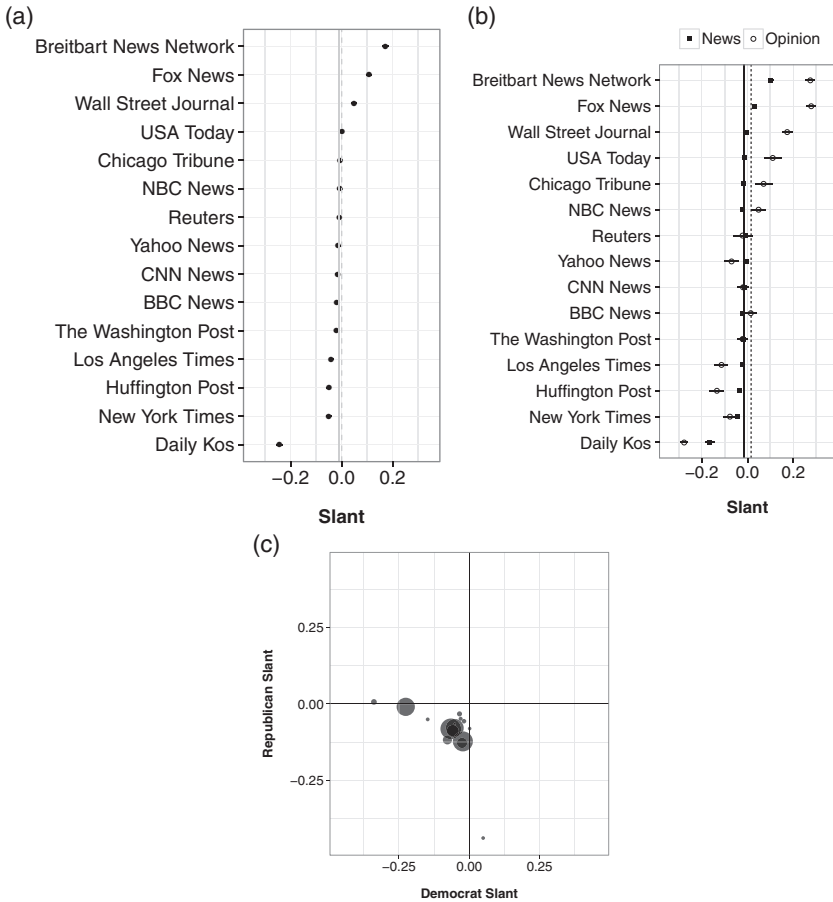 (a)
Breitbart News Network
Fox News
Wall Street Journal
USA Today
Chicago Tribune
NBC News
Reuters
Yahoo News
CNN News
BBC News
The Washington Post
Los Angeles Times
Huffington Post
New York Times
Daily Kos
−0.2 0.0 0.2
Slant
(b)
News Opinion
Breitbart News Network
Fox News
Wall Street Journal
USA Today
Chicago Tribune
NBC News
Reuters
Yahoo News
CNN News
BBC News
The Washington Post
Los Angeles Times
Huffington Post
New York Times
Daily Kos
−0.2 0.0 0.2
Slant
(c)
Republican Slant
0.25
0.00
−0.25
−0.25 0.00 0.25
Democrat Slant